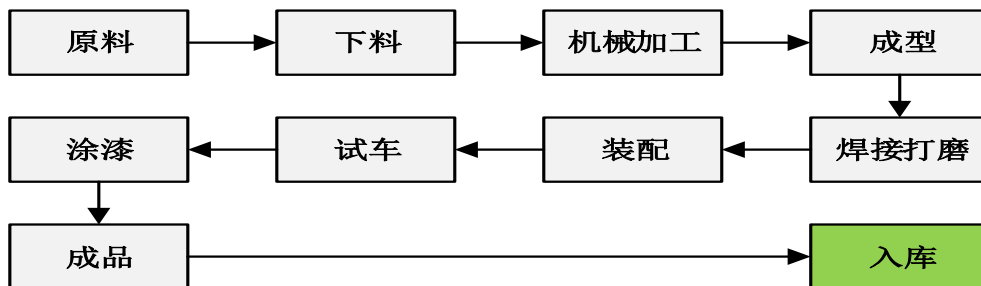 原料
下料
机械加工
成型
焊接打磨
装配
试车
涂漆
成品
入库